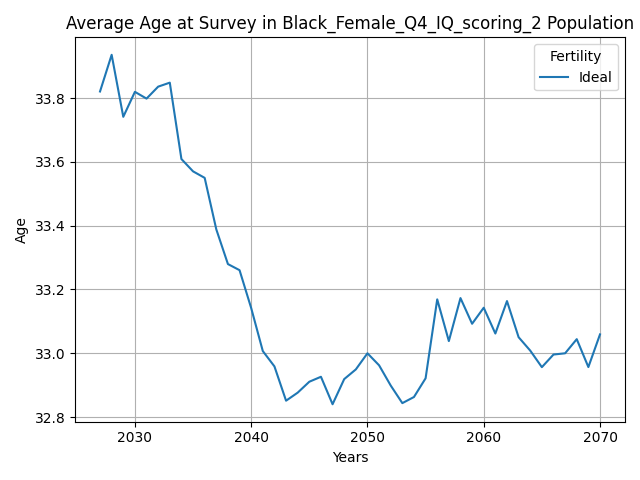 Average Age at Survey in Black_Female_Q4_IQ_scoring_2 Population
Fertility
Ideal
Age
33.8
33.6
33.4
33.2
33.0
32.8
2030 2040 2050 2060 2070
Years